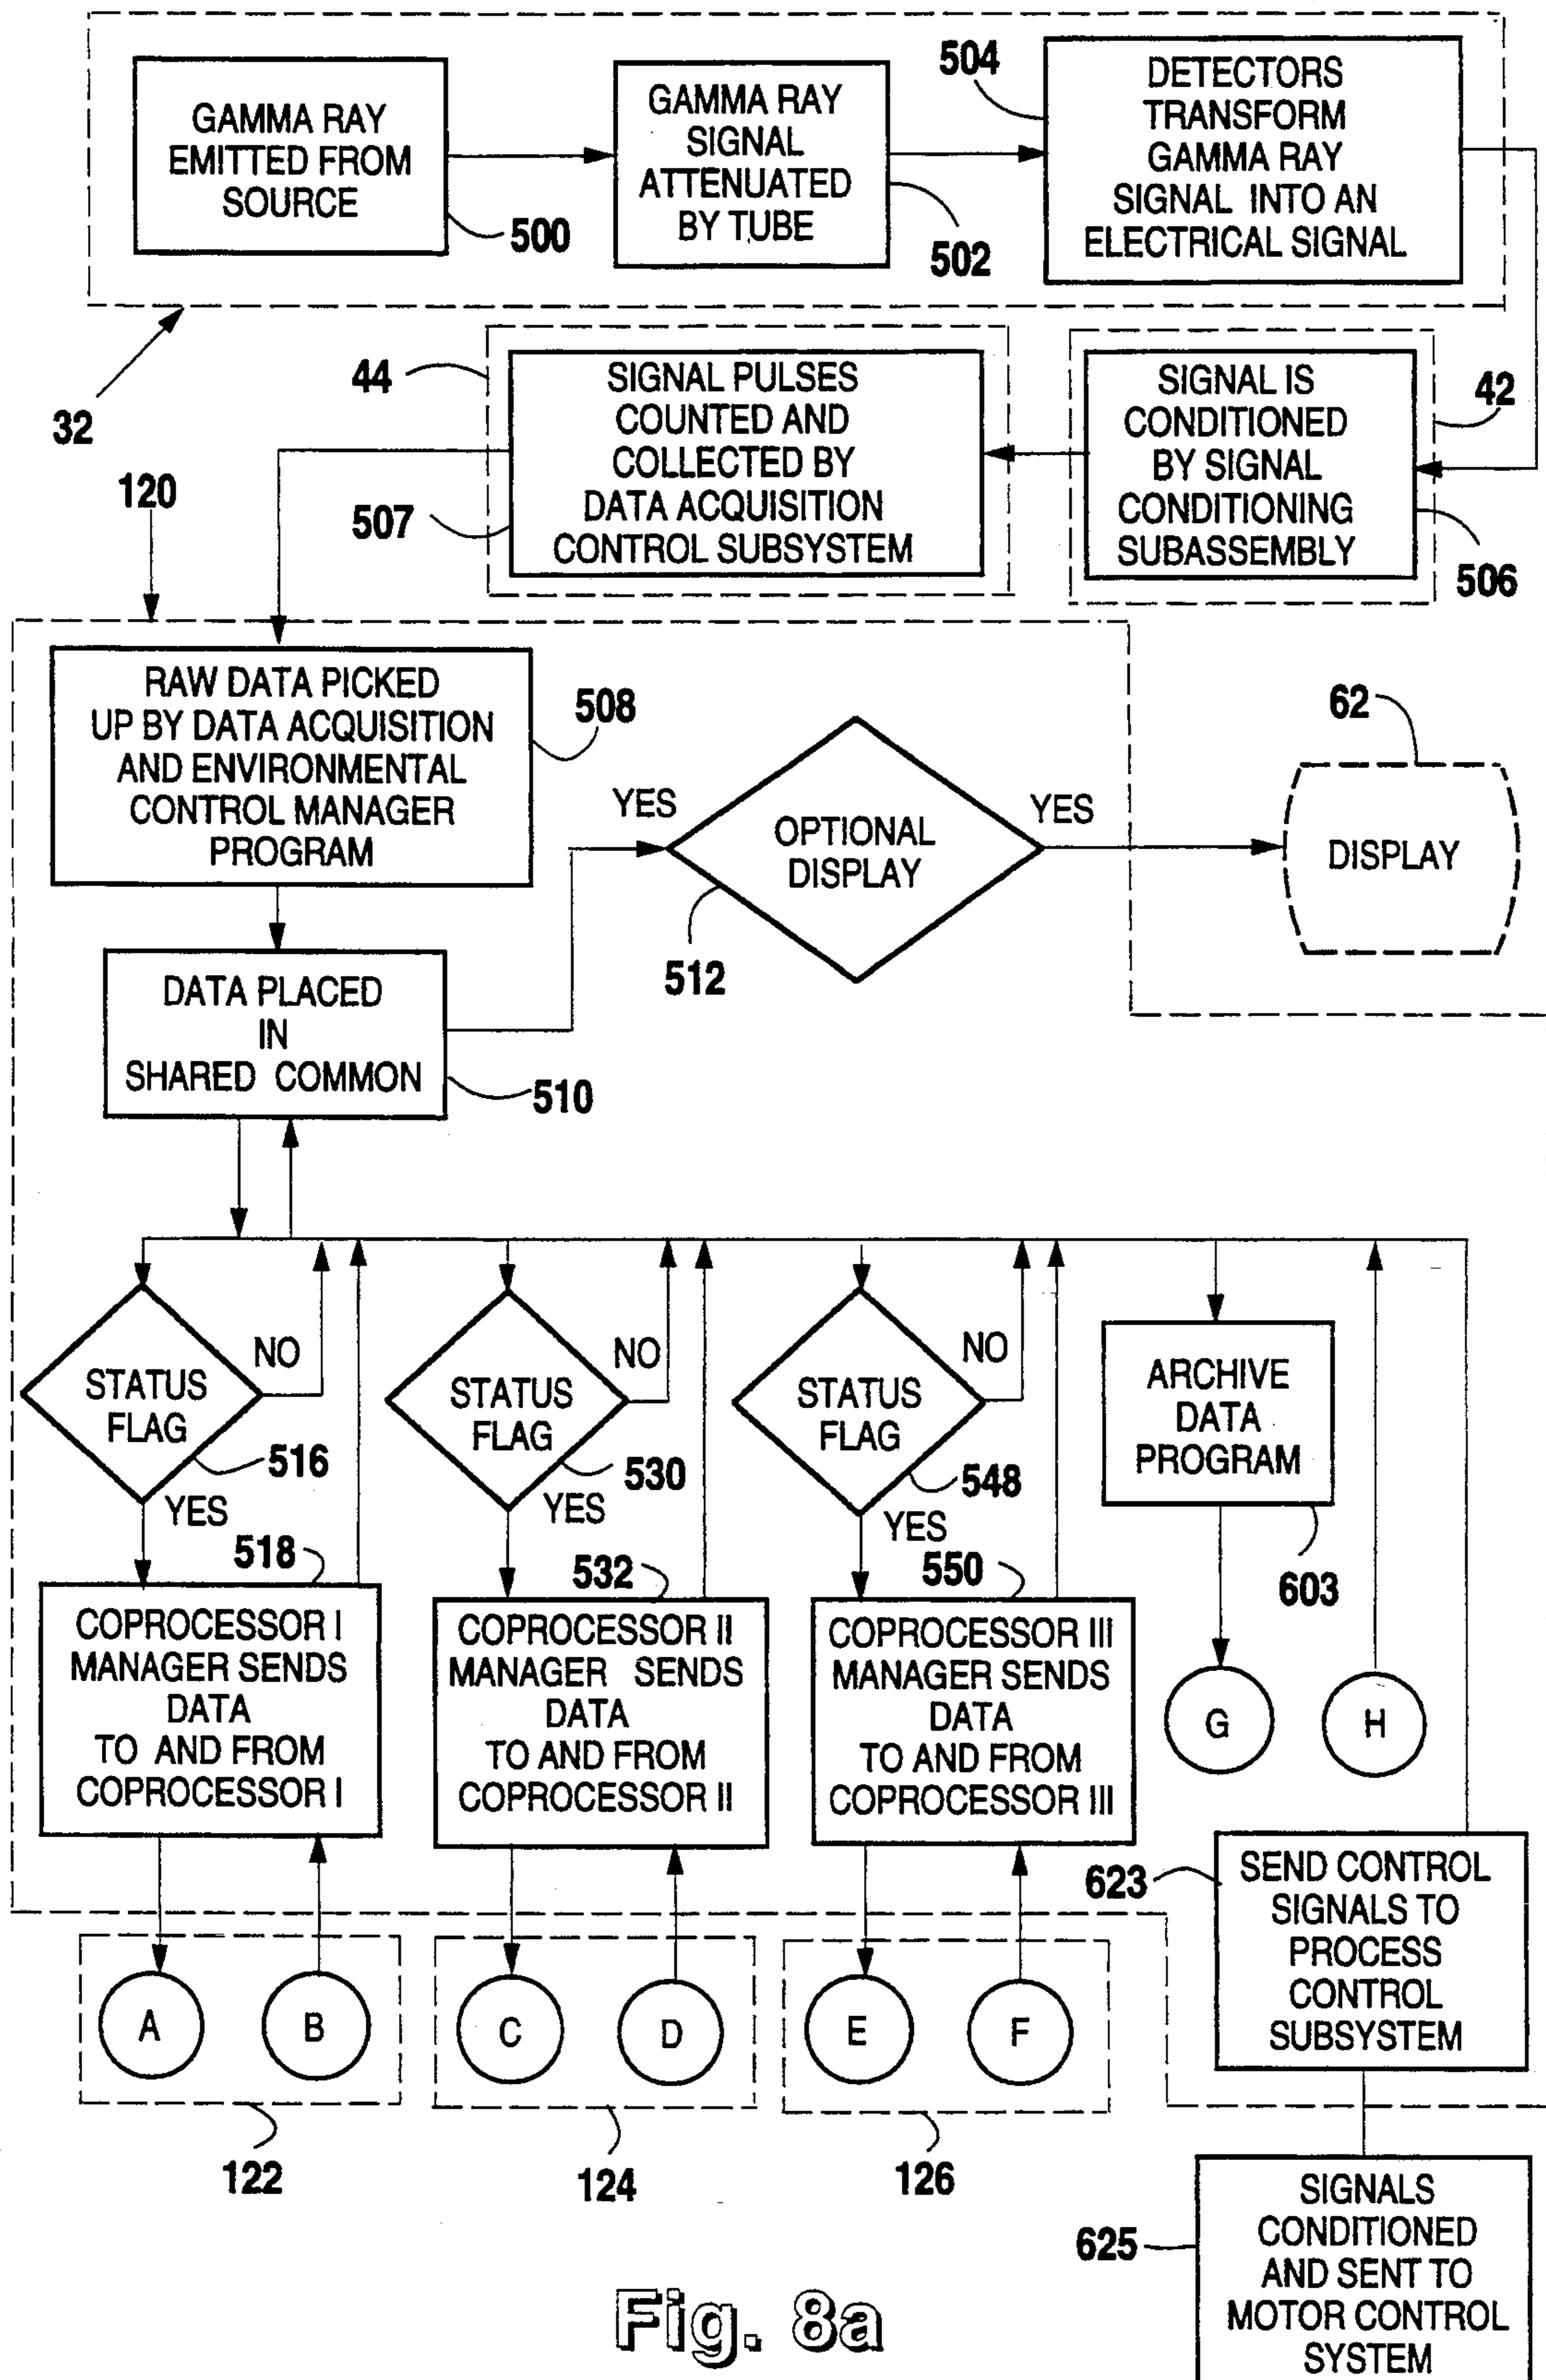 GAMMA RAY
EMITTED FROM
SOURCE
500
GAMMA RAY
SIGNAL
ATTENUATED
BY TUBE
502
504
DETECTORS
TRANSFORM
GAMMA RAY
SIGNAL INTO AN
ELECTRICAL SIGNAL
32
44
SIGNAL PULSES
COUNTED AND
COLLECTED BY
DATA ACQUISITION
CONTROL SUBSYSTEM
507
SIGNAL IS
CONDITIONED
BY SIGNAL
CONDITIONING
SUBASSEMBLY
42
506
120
RAW DATA PICKED
UP BY DATA ACQUISITION
AND ENVIRONMENTAL
CONTROL MANAGER
PROGRAM
508
YES
OPTIONAL
DISPLAY
512
YES
62
DISPLAY
DATA PLACED
IN
SHARED COMMON
510
STATUS
FLAG
NO
516
YES
STATUS
FLAG
NO
530
YES
STATUS
FLAG
NO
548
YES
ARCHIVE
DATA
PROGRAM
603
518
COPROCESSOR I
MANAGER SENDS
DATA
TO AND FROM
COPROCESSOR I
532
COPROCESSOR II
MANAGER SENDS
DATA
TO AND FROM
COPROCESSOR II
550
COPROCESSOR III
MANAGER SENDS
DATA
TO AND FROM
COPROCESSOR III
G
H
623
SEND CONTROL
SIGNALS TO
PROCESS
CONTROL
SUBSYSTEM
A
B
C
D
E
F
122
124
126
625
SIGNALS
CONDITIONED
AND SENT TO
MOTOR CONTROL
SYSTEM
Fig. 8a